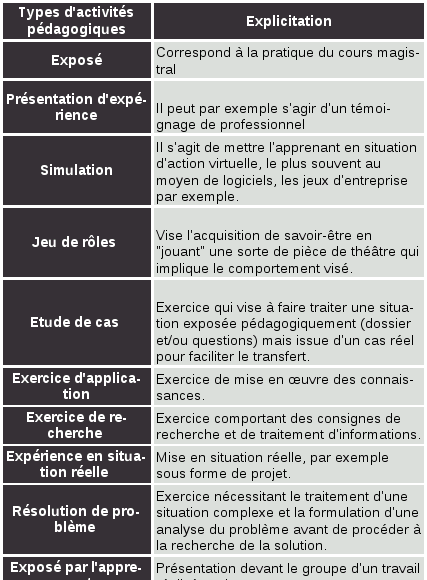 Types d'activités
pédagogiques
Explicitation
Exposé
Correspond à la pratique du cours magis-
tral
Présentation d'expé-
rience
Il peut par exemple s'agir d'un témoi-
gnage de professionnel
Simulation
Il s'agit de mettre l'apprenant en situation
d'action virtuelle, le plus souvent au
moyen de logiciels, les jeux d'entreprise
par exemple.
Jeu de rôles
Vise l'acquisition de savoir-être en
"jouant" une sorte de pièce de théâtre qui
implique le comportement visé.
Etude de cas
Exercice qui vise à faire traiter une situa-
tion exposée pédagogiquement (dossier
et/ou questions) mais issue d'un cas réel
pour faciliter le transfert.
Exercice d'applica-
tion
Exercice de mise en œuvre des connais-
sances.
Exercice de re-
cherche
Exercice comportant des consignes de
recherche et de traitement d'informations.
Expérience en situa-
tion réelle
Mise en situation réelle, par exemple
sous forme de projet.
Résolution de pro-
blème
Exercice nécessitant le traitement d'une
situation complexe et la formulation d'une
analyse du problème avant de procéder à
la recherche de la solution.
Exposé par l'appre-
Présentation devant le groupe d'un travail